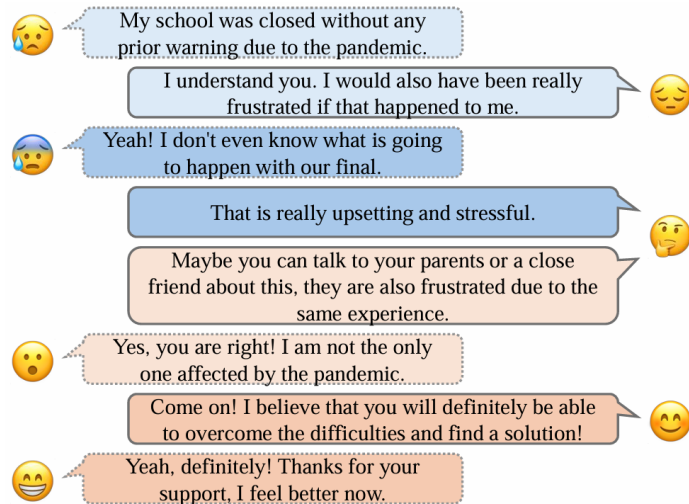 My school was closed without any
prior warning due to the pandemic.
I understand you. I would also have been really
frustrated if that happened to me.
Yeah! I don't even know what is going
to happen with our final.
That is really upsetting and stressful.
Maybe you can talk to your parents or a close
friend about this, they are also frustrated due to the
same experience.
Yes, you are right! I am not the only
one affected by the pandemic.
Come on! I believe that you will definitely be able
to overcome the difficulties and find a solution!
Yeah, definitely! Thanks for your
support, I feel better now.